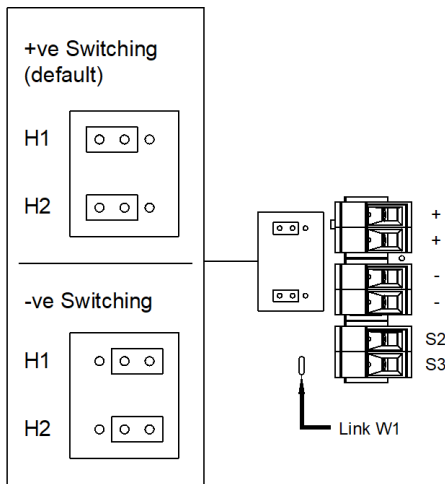 +ve Switching
(default)
H1
H2
-ve Switching
H1
H2
+
+
-
-
S2
S3
Link W1